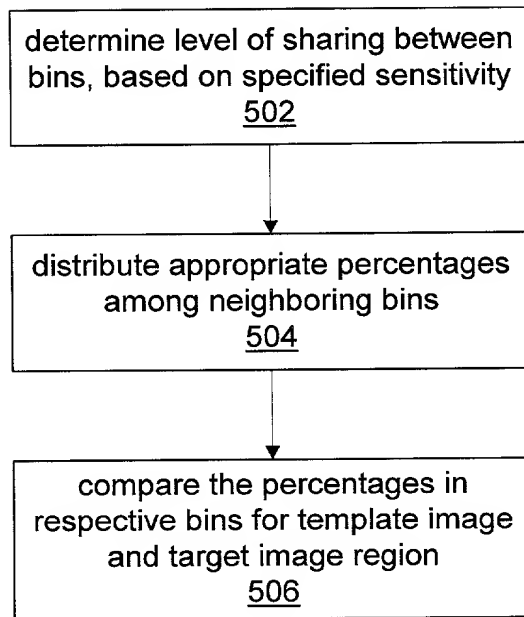 determine level of sharing between
bins, based on specified sensitivity
502
distribute appropriate percentages
among neighboring bins
504
compare the percentages in
respective bins for template image
and target image region
506